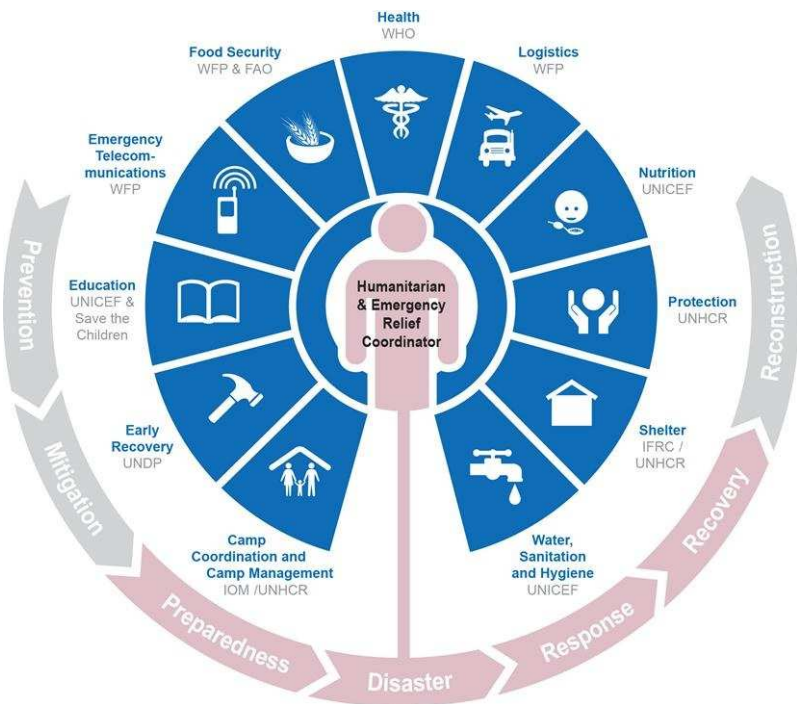 Health
WHO
Logistics
WFP
Nutrition
UNICEF
Protection
UNHCR
Shelter
IFRC /
UNHCR
Water,
Sanitation
and Hygiene
UNICEF
Camp
Coordination and
Camp Management
IOM /UNHCR
Early
Recovery
UNDP
Education
UNICEF &
Save the
Children
Emergency
Telecom-
munications
WFP
Food Security
WFP & FAO
Humanitarian
& Emergency
Relief
Coordinator
Prevention
Mitigation
Preparedness
Disaster
Response
Recovery
Reconstruction